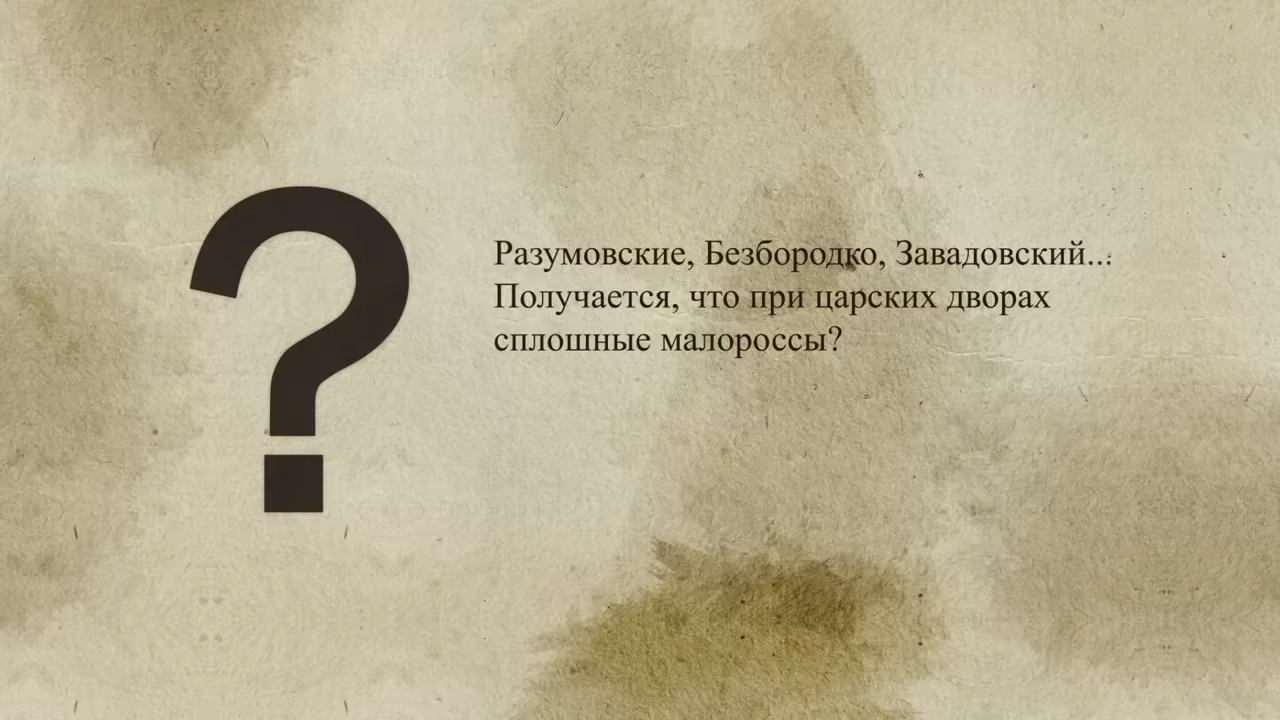 ?
Разумовские, Безбородко, Завадовский...
Получается, что при царских дворах
сплошные малороссы?